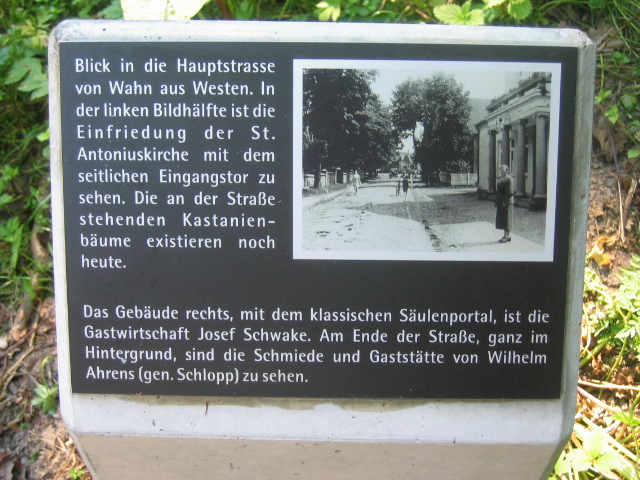 Blick in die Hauptstrasse
von Wahn aus Westen. In
der linken Bildhälfte ist die
Einfriedung der St.
Antoniuskirche mit dem
seitlichen Eingangstor zu
sehen. Die an der Straße
stehenden Kastanien-
bäume existieren noch
heute.
Das Gebäude rechts, mit dem klassischen Säulenportal, ist die
Gastwirtschaft Josef Schwake. Am Ende der Straße, ganz im
Hintergrund, sind die Schmiede und Gaststätte von Wilhelm
Ahrens (gen. Schlopp) zu sehen.